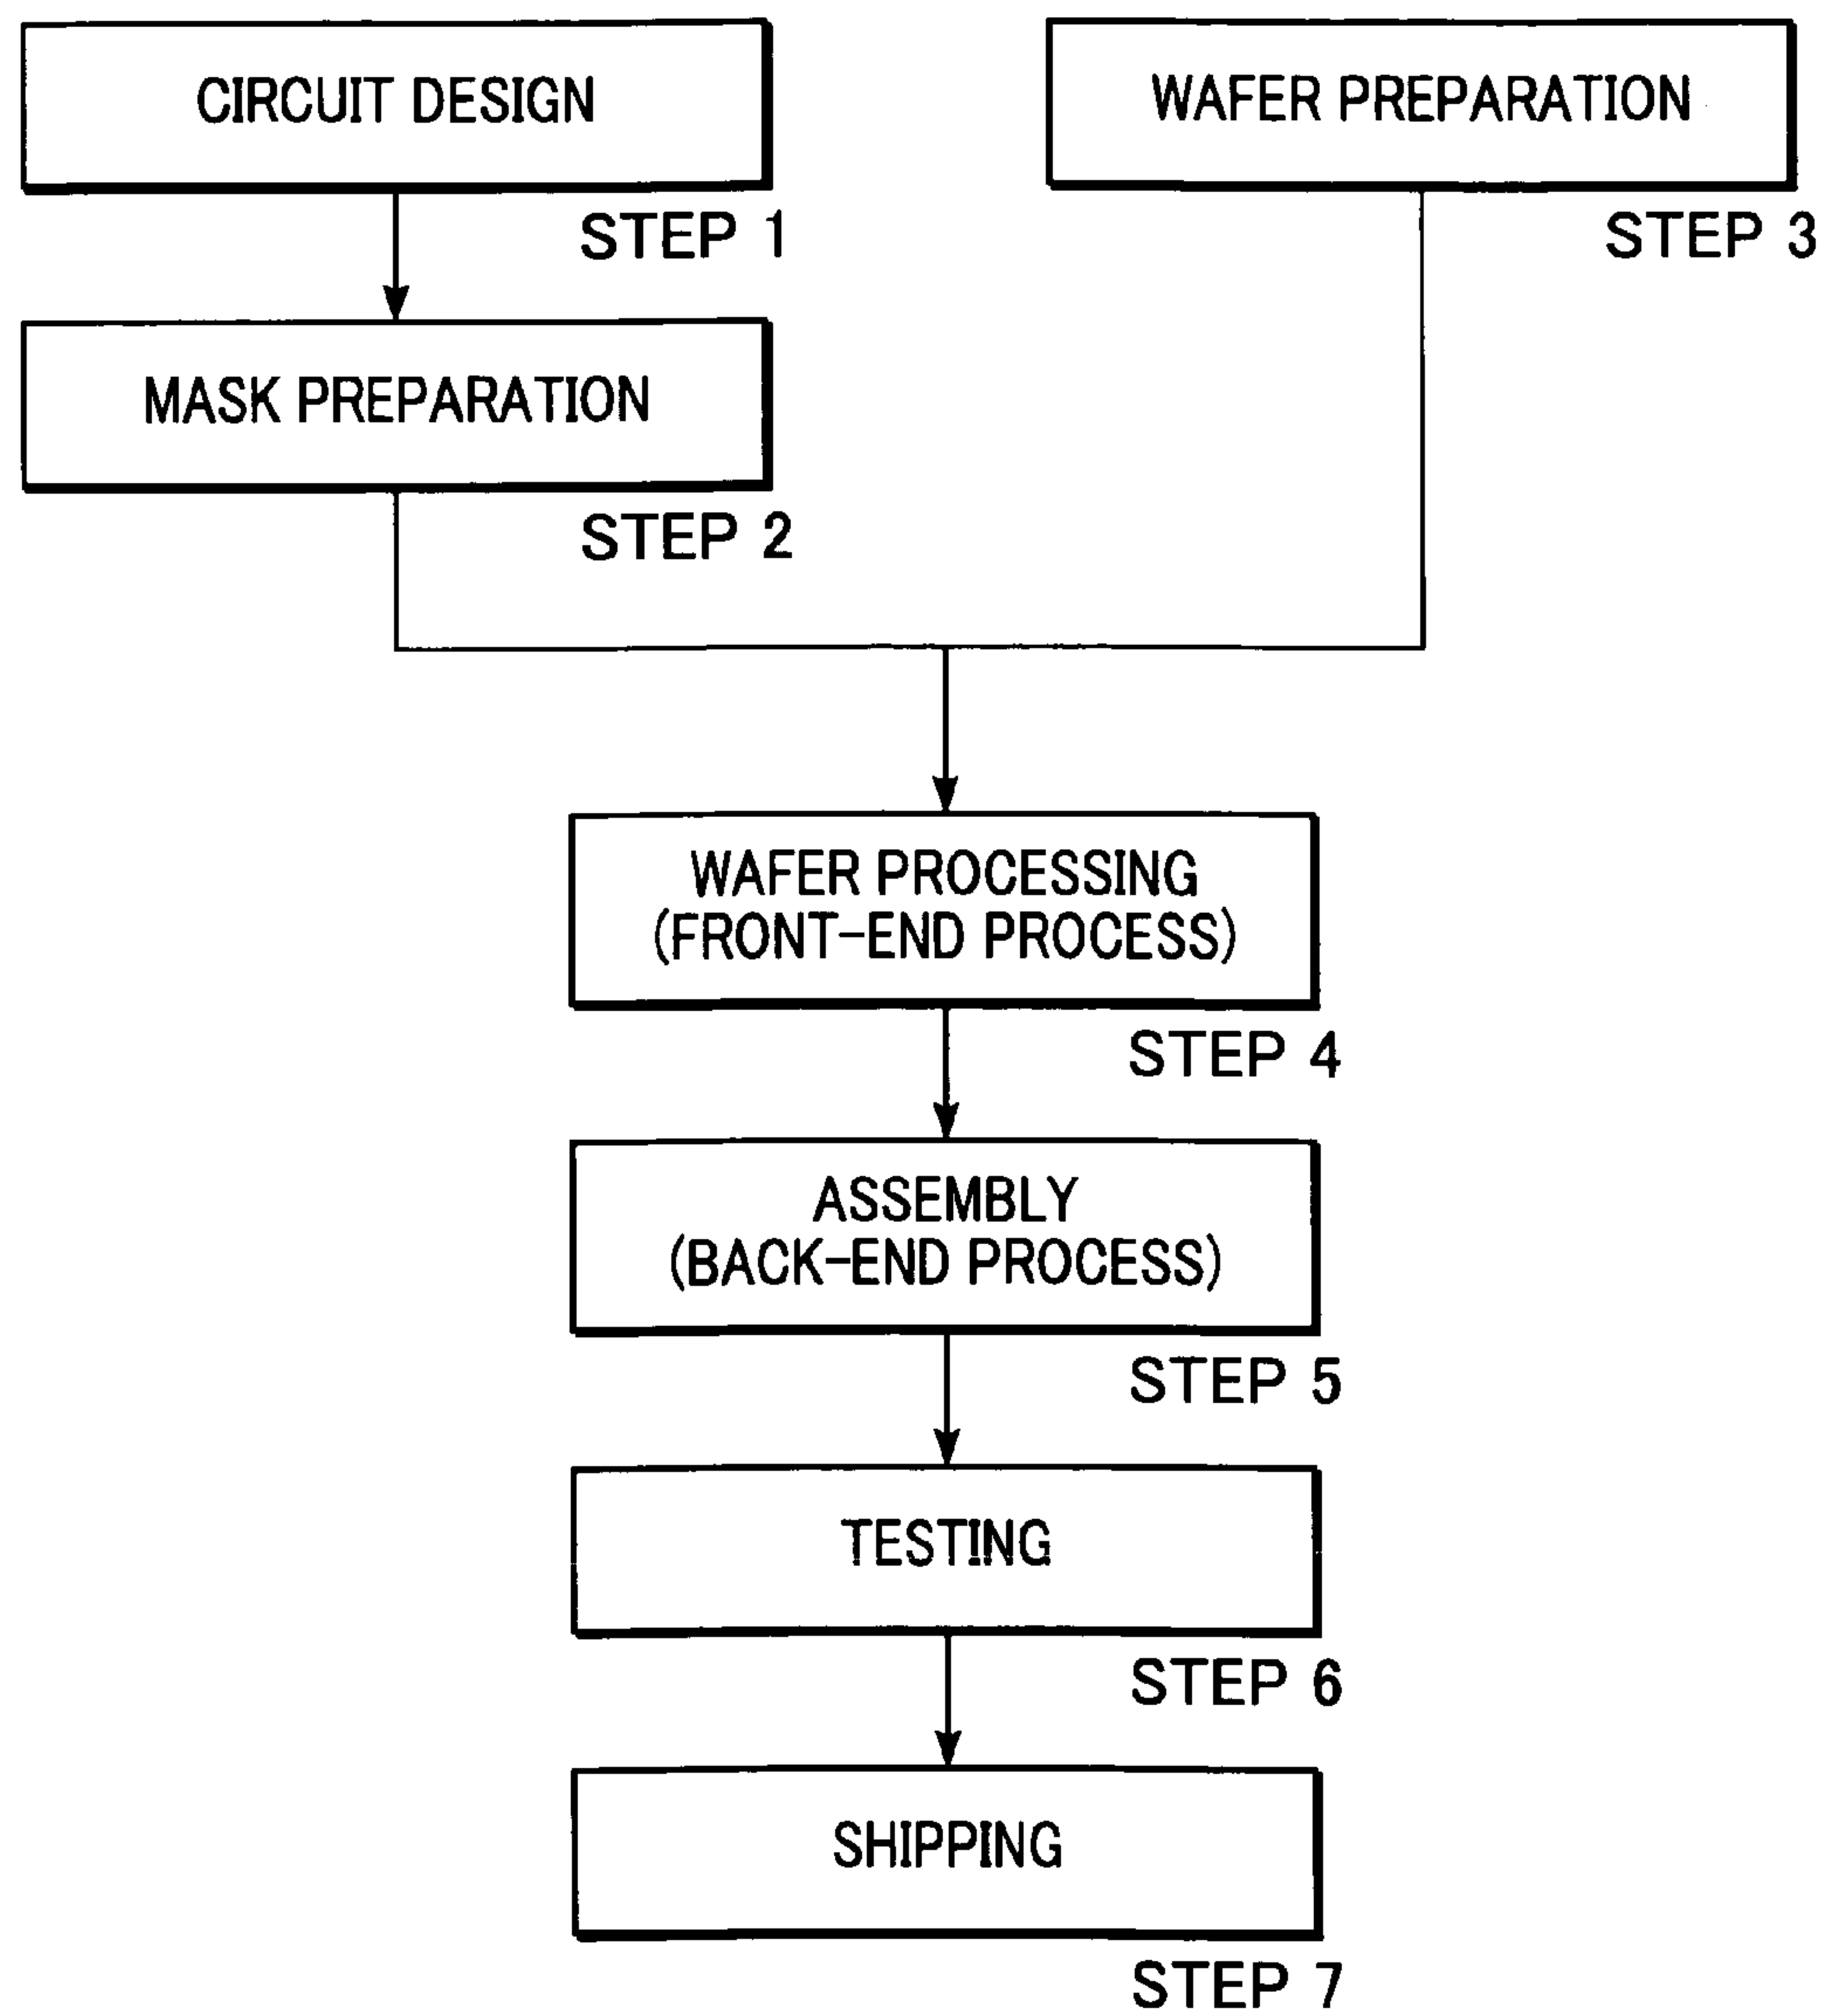 CIRCUIT DESIGN
STEP 1
WAFER PREPARATION
STEP 3
MASK PREPARATION
STEP 2
WAFER PROCESSING
(FRONT-END PROCESS)
STEP 4
ASSEMBLY
(BACK-END PROCESS)
STEP 5
TESTING
STEP 6
SHIPPING
STEP 7